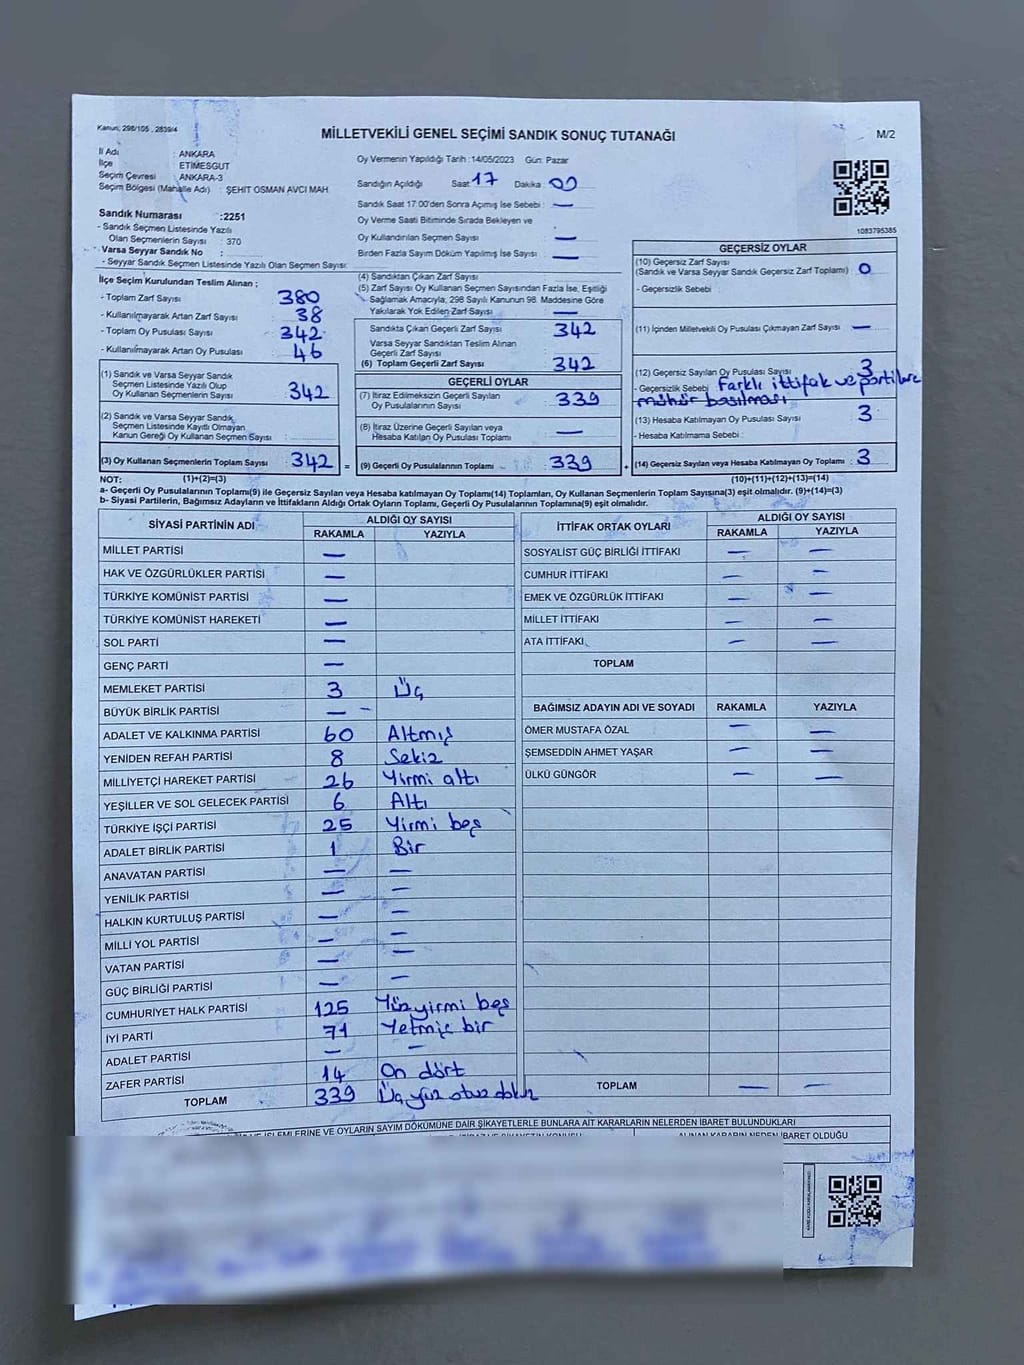 Kanun; 298/105 , 2839/4
MİLLETVEKİLİ GENEL SEÇİMİ SANDIK SONUÇ TUTANAĞI
M/2
İl Adı : ANKARA
İlçe : ETİMESGUT
Seçim Çevresi : ANKARA-3
Seçim Bölgesi (Mahalle Adı) : ŞEHİT OSMAN AVCI MAH.
Oy Vermenin Yapıldığı Tarih :14/05/2023 Gün: Pazar
Sandığın Açıldığı Saat: 17 Dakika: 00
Sandık Saat 17:00'den Sonra Açımış İse Sebebi : —
Oy Verme Saati Bitiminde Sırada Bekleyen ve
Oy Kullandırılan Seçmen Sayısı —
Birden Fazla Sayım Döküm Yapılmış İse Sayısı : —
1083795385
Sandık Numarası :2251
- Sandık Seçmen Listesinde Yazılı
Olan Seçmenlerin Sayısı : 370
Varsa Seyyar Sandık No :
- Seyyar Sandık Seçmen Listesinde Yazılı Olan Seçmen Sayısı:
İlçe Seçim Kurulundan Teslim Alınan ;
- Toplam Zarf Sayısı 380
- Kullanılmayarak Artan Zarf Sayısı 38
- Toplam Oy Pusulası Sayısı 342
- Kullanılmayarak Artan Oy Pusulası 46
(1) Sandık ve Varsa Seyyar Sandık
Seçmen Listesinde Yazılı Olup
Oy Kullanan Seçmenlerin Sayısı 342
(2) Sandık ve Varsa Seyyar Sandık
Seçmen Listesinde Kayıtlı Olmayan
Kanun Gereği Oy Kullanan Seçmen Sayısı :
(3) Oy Kullanan Seçmenlerin Toplam Sayısı 342 =
(4) Sandıktan Çıkan Zarf Sayısı
(5) Zarf Sayısı Oy Kullanan Seçmen Sayısından Fazla İse, Eşitliği
Sağlamak Amacıyla, 298 Sayılı Kanunun 98. Maddesine Göre
Yakılarak Yok Edilen Zarf Sayısı —
Sandıkta Çıkan Geçerli Zarf Sayısı 342
Varsa Seyyar Sandıktan Teslim Alınan
Geçerli Zarf Sayısı
(6) Toplam Geçerli Zarf Sayısı 342
GEÇERLİ OYLAR
(7) İtiraz Edilmeksizin Geçerli Sayılan
Oy Pusulalarının Sayısı 339
(8) İtiraz Üzerine Geçerli Sayılan veya
Hesaba Katılan Oy Pusulası Toplamı —
(9) Geçerli Oy Pusulalarının Toplamı 339 +
GEÇERSİZ OYLAR
(10) Geçersiz Zarf Sayısı
(Sandık ve Varsa Seyyar Sandık Geçersiz Zarf Toplamı) 0
- Geçersizlik Sebebi :
(11) İçinden Milletvekili Oy Pusulası Çıkmayan Zarf Sayısı —
(12) Geçersiz Sayılan Oy Pusulası Sayısı 3
- Geçersizlik Sebebi Farklı ittifak ve partilere
mühür basılması
(13) Hesaba Katılmayan Oy Pusulası Sayısı 3
- Hesaba Katılmama Sebebi :
(14) Geçersiz Sayılan veya Hesaba Katılmayan Oy Toplamı : 3
NOT: (1)+(2)=(3) (10)+(11)+(12)+(13)=(14)
a- Geçerli Oy Pusulalarının Toplamı(9) ile Geçersiz Sayılan veya Hesaba katılmayan Oy Toplamı(14) Toplamları, Oy Kullanan Seçmenlerin Toplam Sayısına(3) eşit olmalıdır. (9)+(14)=(3)
b- Siyasi Partilerin, Bağımsız Adayların ve İttifakların Aldığı Ortak Oyların Toplamı, Geçerli Oy Pusulalarının Toplamına(9) eşit olmalıdır.
SİYASİ PARTİNİN ADI ALDIĞI OY SAYISI
RAKAMLA YAZIYLA
MİLLET PARTİSİ —
HAK VE ÖZGÜRLÜKLER PARTİSİ —
TÜRKİYE KOMÜNİST PARTİSİ —
TÜRKİYE KOMÜNİST HAREKETİ —
SOL PARTİ —
GENÇ PARTİ —
MEMLEKET PARTİSİ 3 Üç
BÜYÜK BİRLİK PARTİSİ —
ADALET VE KALKINMA PARTİSİ 60 Altmış
YENİDEN REFAH PARTİSİ 8 Sekiz
MİLLİYETÇİ HAREKET PARTİSİ 26 Yirmi altı
YEŞİLLER VE SOL GELECEK PARTİSİ 6 Altı
TÜRKİYE İŞÇİ PARTİSİ 25 Yirmi beş
ADALET BİRLİK PARTİSİ 1 Bir
ANAVATAN PARTİSİ — —
YENİLİK PARTİSİ — —
HALKIN KURTULUŞ PARTİSİ — —
MİLLİ YOL PARTİSİ — —
VATAN PARTİSİ — —
GÜÇ BİRLİĞİ PARTİSİ — —
CUMHURİYET HALK PARTİSİ 125 Yüzyirmi beş
İYİ PARTİ 71 Yetmiş bir
ADALET PARTİSİ — —
ZAFER PARTİSİ 14 On dört
TOPLAM 339 Üç yüz otuz dokuz
İTTİFAK ORTAK OYLARI ALDIĞI OY SAYISI
RAKAMLA YAZIYLA
SOSYALİST GÜÇ BİRLİĞİ İTTİFAKI — —
CUMHUR İTTİFAKI — —
EMEK VE ÖZGÜRLÜK İTTİFAKI — —
MİLLET İTTİFAKI — —
ATA İTTİFAKI — —
TOPLAM
BAĞIMSIZ ADAYIN ADI VE SOYADI RAKAMLA YAZIYLA
ÖMER MUSTAFA ÖZAL — —
ŞEMSEDDİN AHMET YAŞAR — —
ÜLKÜ GÜNGÖR — —
TOPLAM — —
İŞLEMLERİNE VE OYLARIN SAYIM DÖKÜMÜNE DAİR ŞİKAYETLERLE BUNLARA AİT KARARLARIN NELERDEN İBARET BULUNDUKLARI
ALINAN KARARIN NEDEN İBARET OLDUĞU